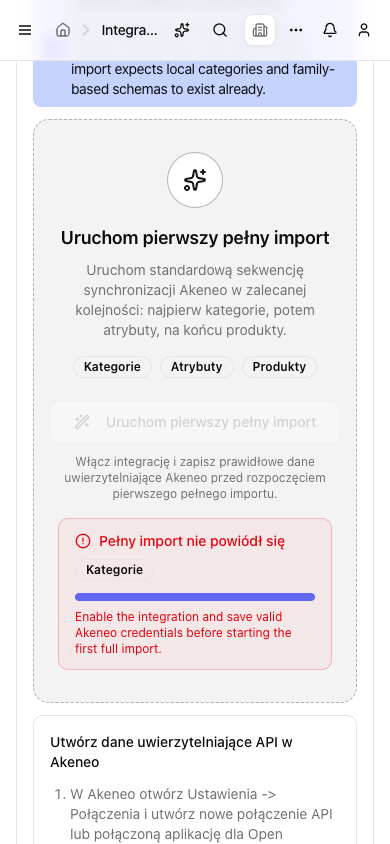 Integra...
import expects local categories and family-
based schemas to exist already.
Uruchom pierwszy pełny import
Uruchom standardową sekwencję
synchronizacji Akeneo w zalecanej
kolejności: najpierw kategorie, potem
atrybuty, na końcu produkty.
Kategorie Atrybuty Produkty
Uruchom pierwszy pełny import
Włącz integrację i zapisz prawidłowe dane
uwierzytelniające Akeneo przed rozpoczęciem
pierwszego pełnego importu.
Pełny import nie powiódł się
Kategorie
Enable the integration and save valid
Akeneo credentials before starting the
first full import.
Utwórz dane uwierzytelniające API w
Akeneo
1. W Akeneo otwórz Ustawienia ->
Połączenia i utwórz nowe połączenie API
lub połączoną aplikację dla Open